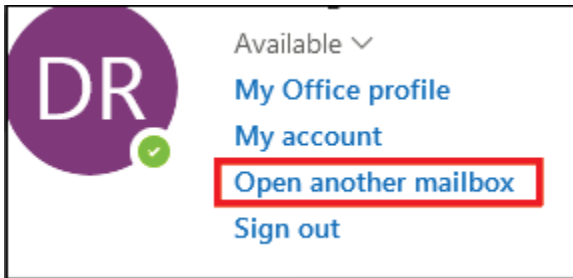 DR
Available
My Office profile
My account
Open another mailbox
Sign out